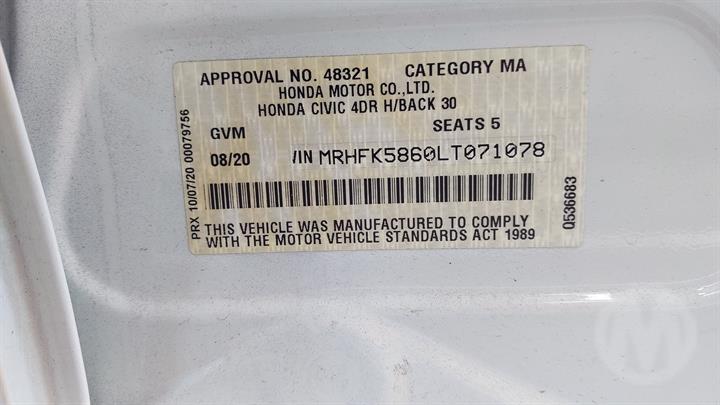 APPROVAL NO. 48321 CATEGORY MA
HONDA MOTOR CO.,LTD.
HONDA CIVIC 4DR H/BACK 30
GVM SEATS 5
08/20 /IN MRHFK5860LT071078
THIS VEHICLE WAS MANUFACTURED TO COMPLY
WITH THE MOTOR VEHICLE STANDARDS ACT 1989
PRX 10/07/20 00079756
Q536683
M